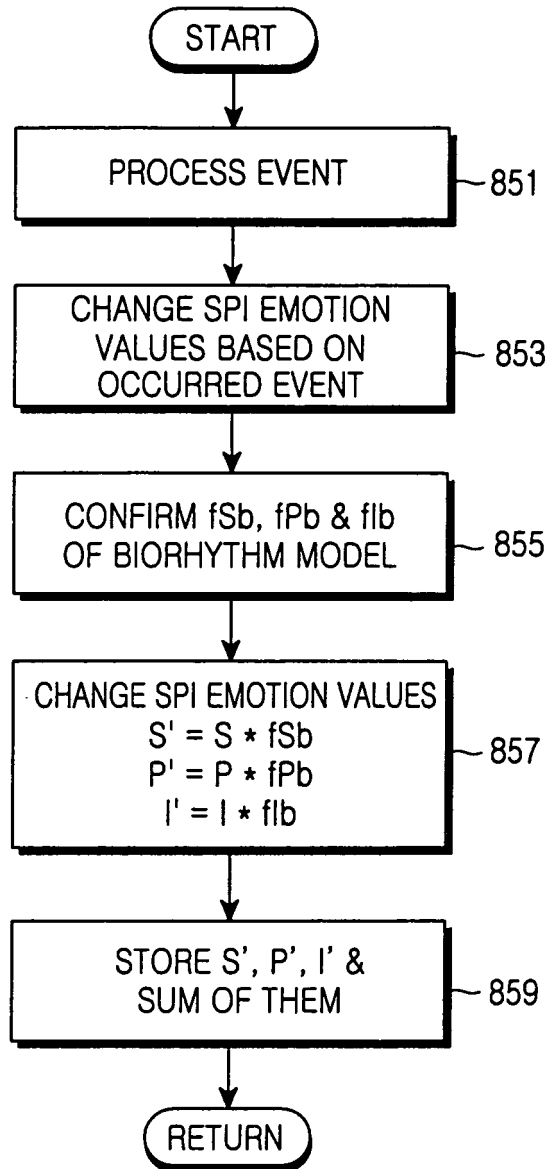 START
PROCESS EVENT
851
CHANGE SPI EMOTION
VALUES BASED ON
OCCURRED EVENT
853
CONFIRM fSb, fPb & fIb
OF BIORHYTHM MODEL
855
CHANGE SPI EMOTION VALUES
S' = S * fSb
P' = P * fPb
I' = I * fIb
857
STORE S', P', I' &
SUM OF THEM
859
RETURN